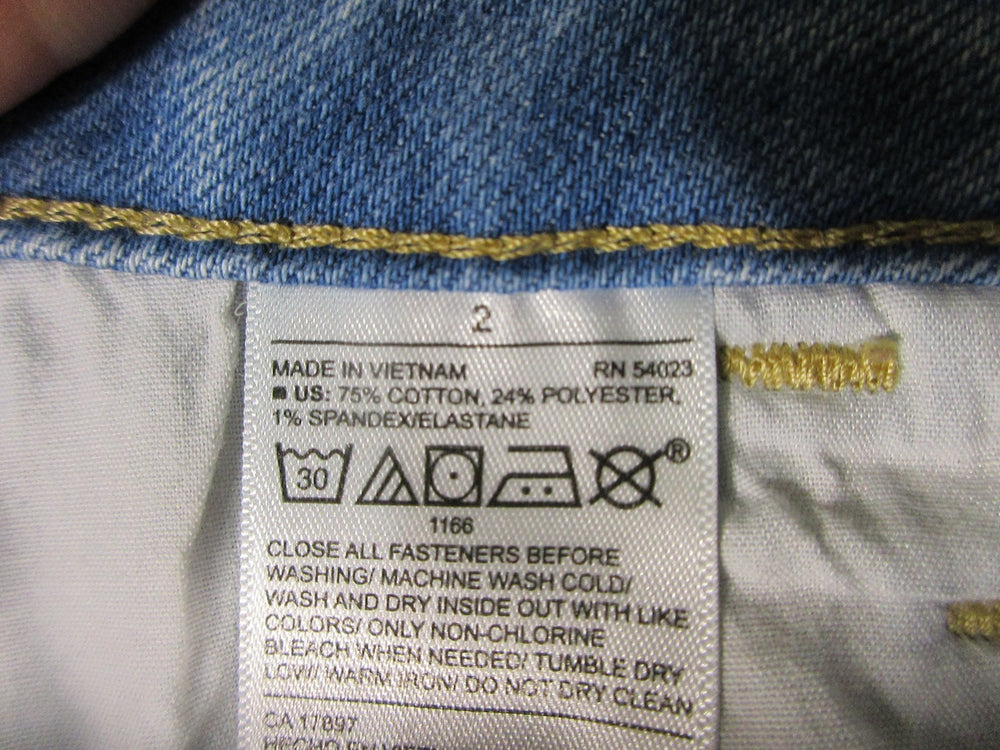 2
MADE IN VIETNAM RN 54023
US: 75% COTTON, 24% POLYESTER,
1% SPANDEX/ELASTANE
30 ®
1166
CLOSE ALL FASTENERS BEFORE
WASHING/ MACHINE WASH COLD/
WASH AND DRY INSIDE OUT WITH LIKE
COLORS/ ONLY NON-CHLORINE
BLEACH WHEN NEEDED/ TUMBLE DRY
LOW/ WARM IRON/ DO NOT DRY CLEAN
CA 17897
HECHO EN